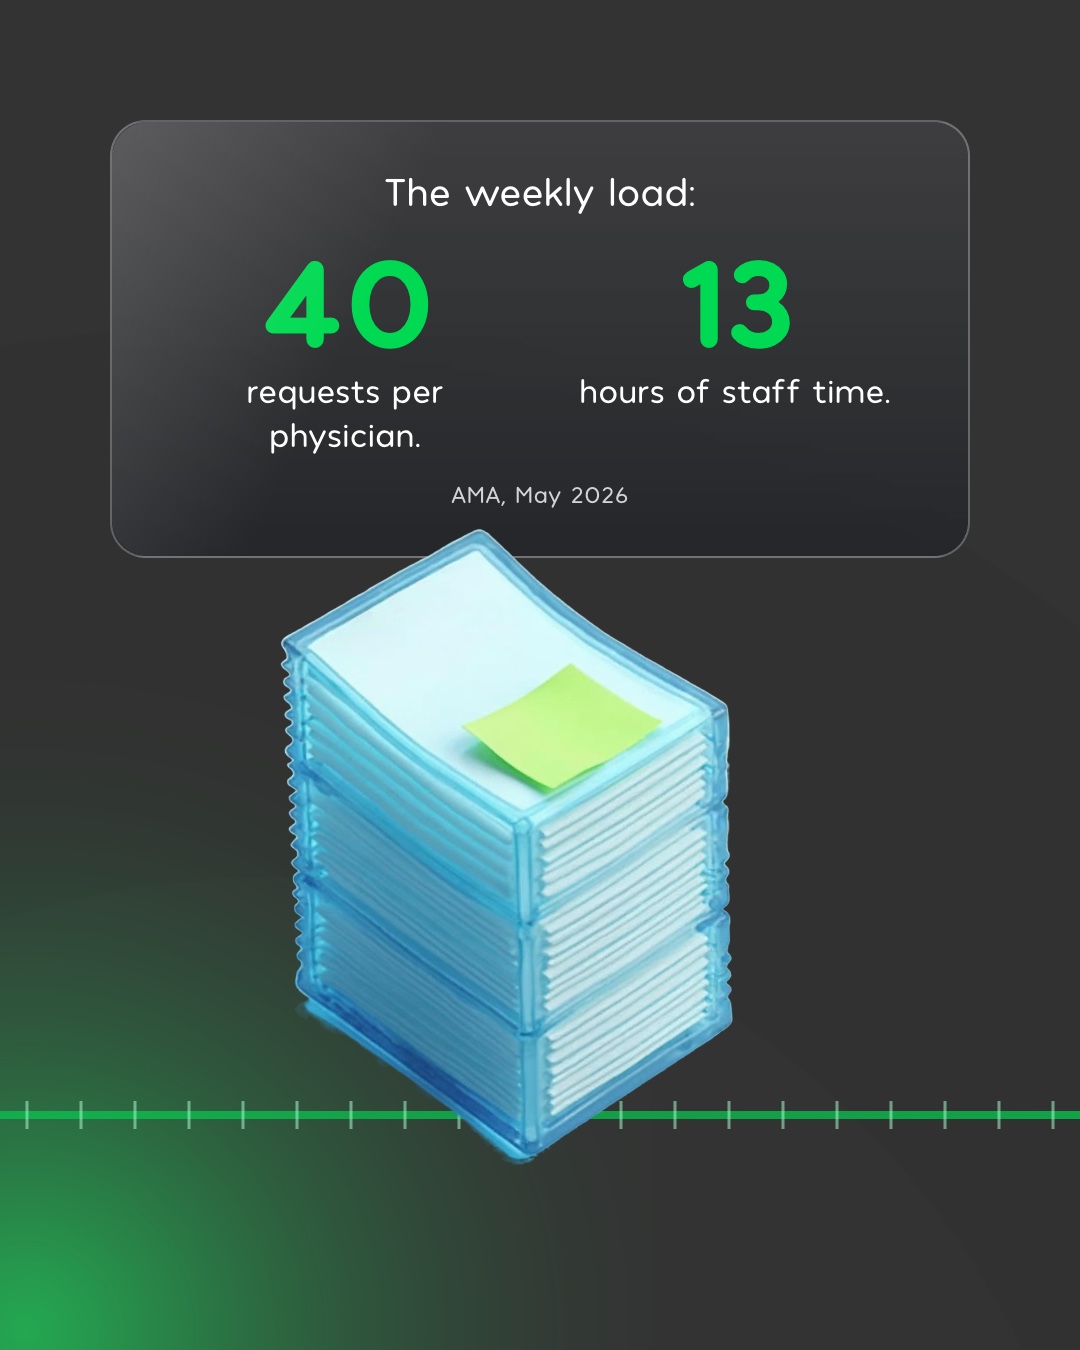 The weekly load:
40
requests per
physician.
13
hours of staff time.
AMA, May 2026